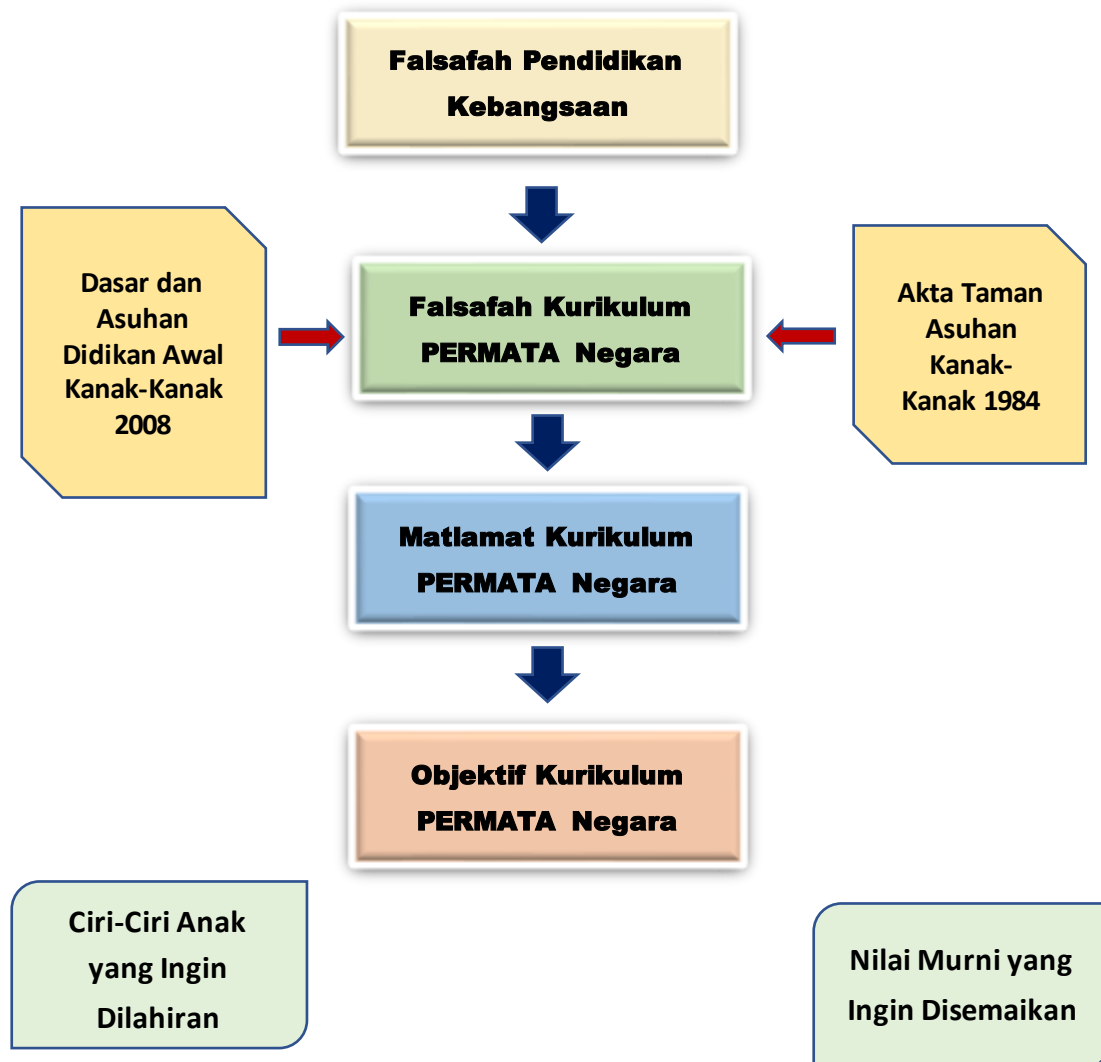 Falsafah Pendidikan
Kebangsaan
Dasar dan
Asuhan
Didikan Awal
Kanak-Kanak
2008
Falsafah Kurikulum
PERMATA Negara
Akta Taman
Asuhan
Kanak-
Kanak 1984
Matlamat Kurikulum
PERMATA Negara
Objektif Kurikulum
PERMATA Negara
Ciri-Ciri Anak
yang Ingin
Dilahiran
Nilai Murni yang
Ingin Disemaikan